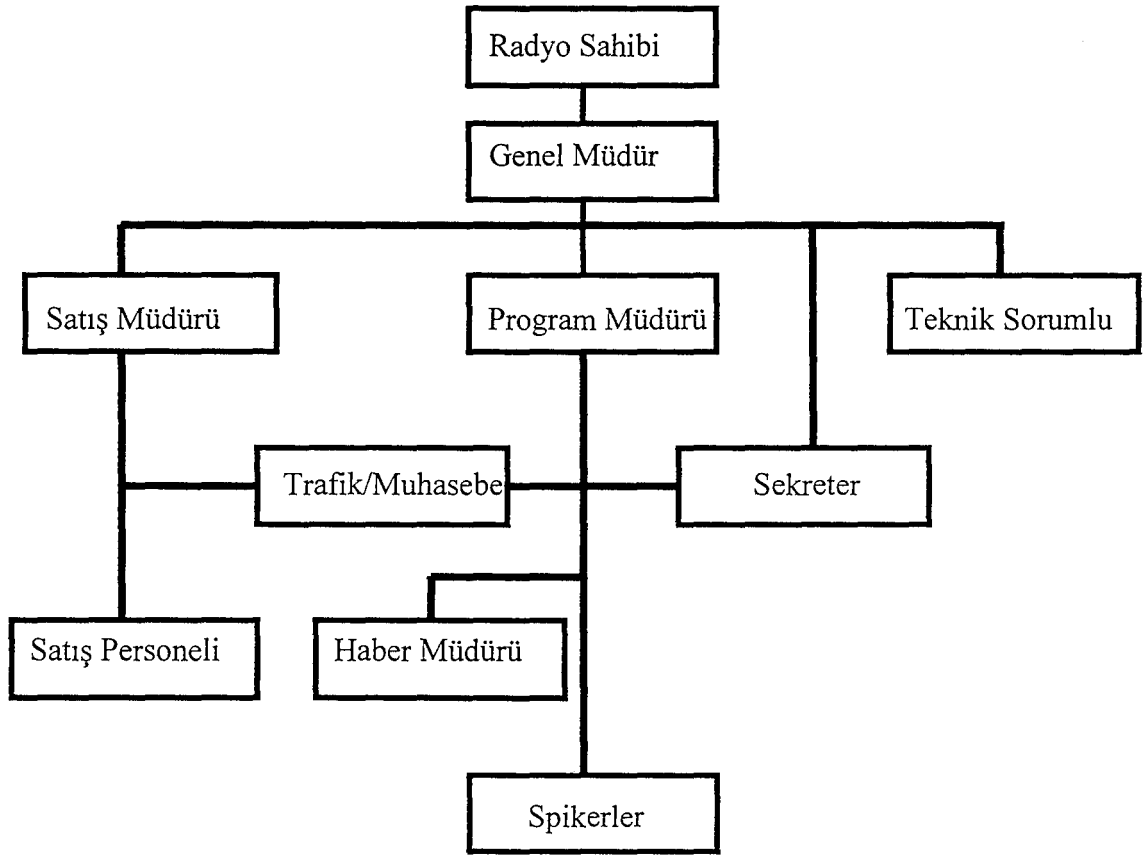 Radyo Sahibi
Genel Müdür
Satış Müdürü
Program Müdürü
Teknik Sorumlu
Trafik/Muhasebe
Sekreter
Satış Personeli
Haber Müdürü
Spikerler